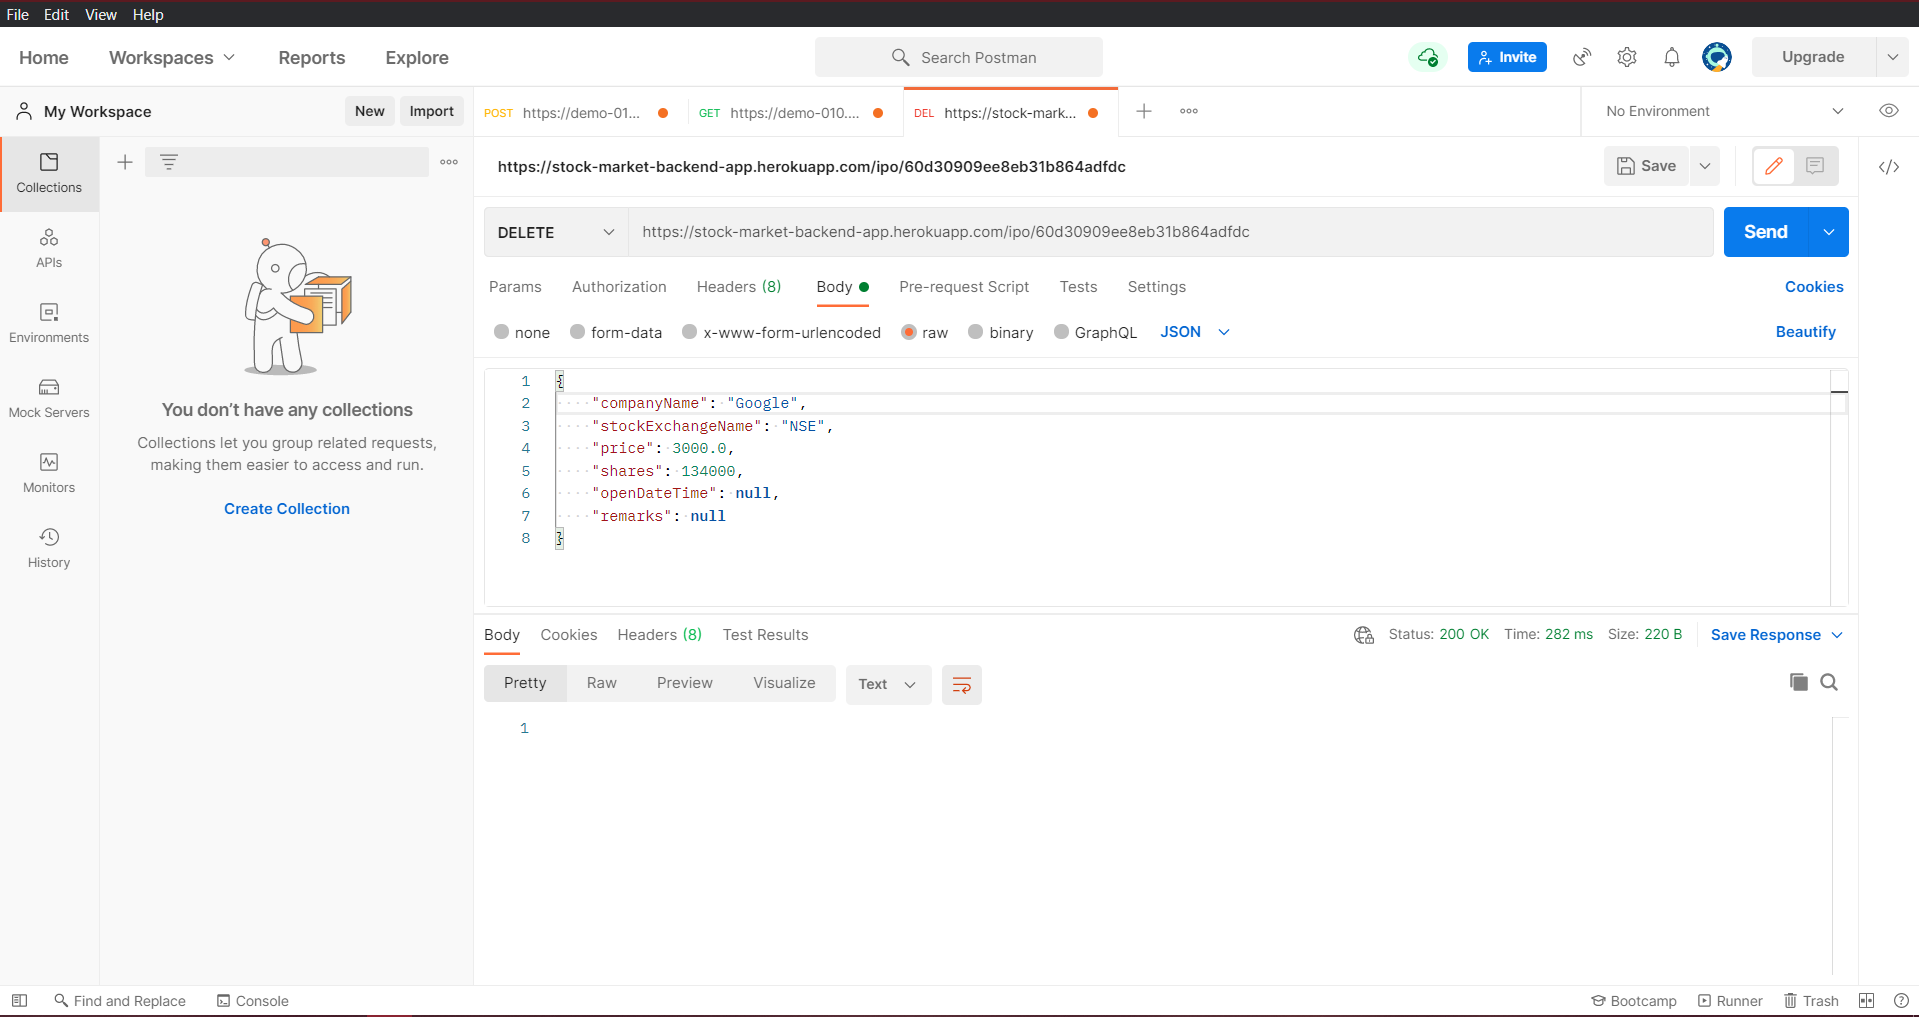 File Edit View Help
Home Workspaces Reports Explore Search Postman Invite Upgrade
My Workspace New Import POST https://demo-01... GET https://demo-010.... DEL https://stock-mark... No Environment
Collections
APIs
Environments
Mock Servers
Monitors
History
You don’t have any collections
Collections let you group related requests,
making them easier to access and run.
Create Collection
https://stock-market-backend-app.herokuapp.com/ipo/60d30909ee8eb31b864adfdc Save
DELETE https://stock-market-backend-app.herokuapp.com/ipo/60d30909ee8eb31b864adfdc Send
Params Authorization Headers (8) Body Pre-request Script Tests Settings Cookies
none form-data x-www-form-urlencoded raw binary GraphQL JSON Beautify
1 {
2 "companyName": "Google",
3 "stockExchangeName": "NSE",
4 "price": 3000.0,
5 "shares": 134000,
6 "openDateTime": null,
7 "remarks": null
8 }
Body Cookies Headers (8) Test Results Status: 200 OK Time: 282 ms Size: 220 B Save Response
Pretty Raw Preview Visualize Text
1
Find and Replace Console Bootcamp Runner Trash